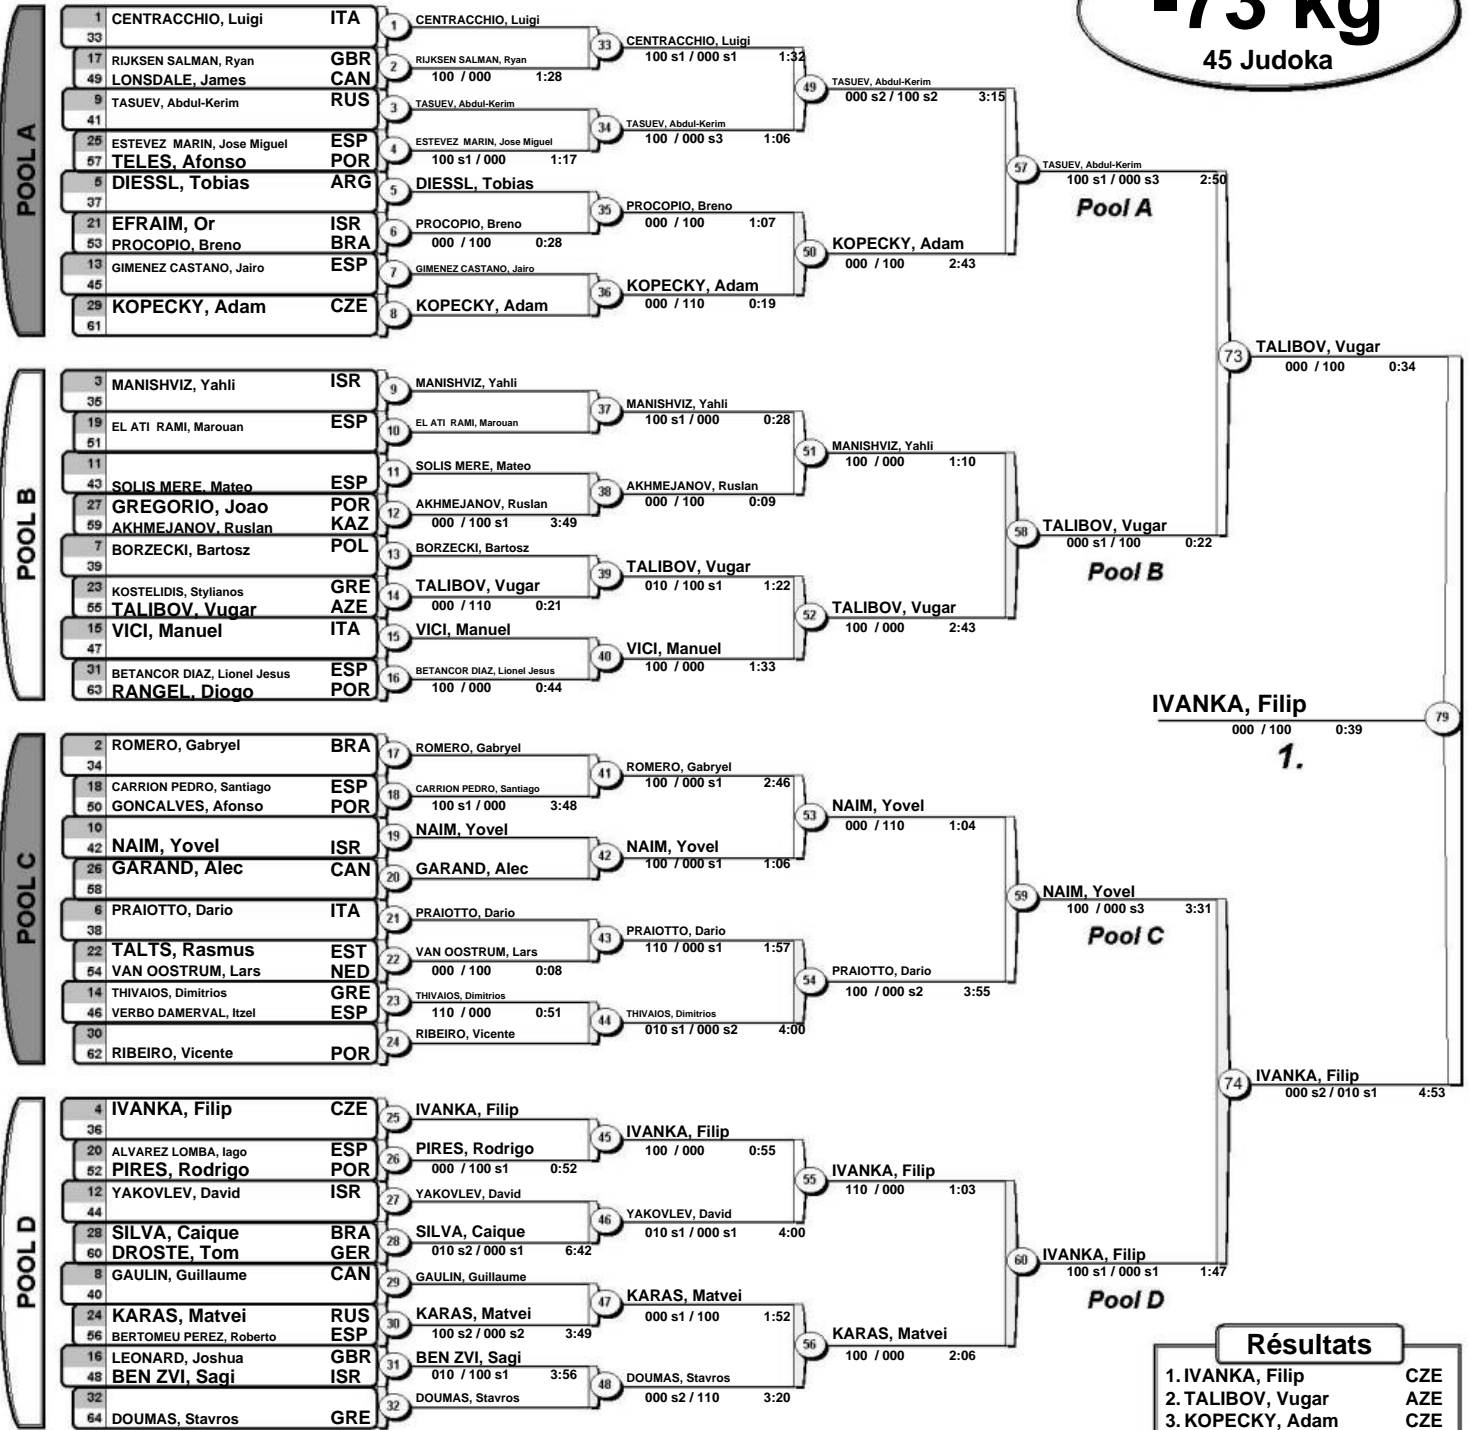 -73 kg
45 Judoka
POOL A
1 CENTRACCHIO, Luigi ITA
33
17 RIJKSEN SALMAN, Ryan GBR
49 LONSDALE, James CAN
9 TASUEV, Abdul-Kerim RUS
41
25 ESTEVEZ MARIN, Jose Miguel ESP
57 TELES, Afonso POR
5 DIESSL, Tobias ARG
37
21 EFRAIM, Or ISR
53 PROCOPIO, Breno BRA
13 GIMENEZ CASTANO, Jairo ESP
45
29 KOPECKY, Adam CZE
61
1 CENTRACCHIO, Luigi
2 RIJKSEN SALMAN, Ryan
100 / 000 1:28
3 TASUEV, Abdul-Kerim
4 ESTEVEZ MARIN, Jose Miguel
100 s1 / 000 1:17
5 DIESSL, Tobias
6 PROCOPIO, Breno
000 / 100 0:28
7 GIMENEZ CASTANO, Jairo
8 KOPECKY, Adam
33 CENTRACCHIO, Luigi
100 s1 / 000 s1 1:32
34 TASUEV, Abdul-Kerim
100 / 000 s3 1:06
35 PROCOPIO, Breno
000 / 100 1:07
36 KOPECKY, Adam
000 / 110 0:19
49 TASUEV, Abdul-Kerim
000 s2 / 100 s2 3:15
50 KOPECKY, Adam
000 / 100 2:43
57 TASUEV, Abdul-Kerim
100 s1 / 000 s3 2:50
Pool A
POOL B
3 MANISHVIZ, Yahli ISR
35
19 EL ATI RAMI, Marouan ESP
51
11
43 SOLIS MERE, Mateo ESP
27 GREGORIO, Joao POR
59 AKHMEJANOV, Ruslan KAZ
7 BORZECKI, Bartosz POL
39
23 KOSTELIDIS, Stylianos GRE
55 TALIBOV, Vugar AZE
15 VICI, Manuel ITA
47
31 BETANCOR DIAZ, Lionel Jesus ESP
63 RANGEL, Diogo POR
9 MANISHVIZ, Yahli
10 EL ATI RAMI, Marouan
11 SOLIS MERE, Mateo
12 AKHMEJANOV, Ruslan
000 / 100 s1 3:49
13 BORZECKI, Bartosz
14 TALIBOV, Vugar
000 / 110 0:21
15 VICI, Manuel
16 BETANCOR DIAZ, Lionel Jesus
100 / 000 0:44
37 MANISHVIZ, Yahli
100 s1 / 000 0:28
38 AKHMEJANOV, Ruslan
000 / 100 0:09
39 TALIBOV, Vugar
010 / 100 s1 1:22
40 VICI, Manuel
100 / 000 1:33
51 MANISHVIZ, Yahli
100 / 000 1:10
52 TALIBOV, Vugar
100 / 000 2:43
58 TALIBOV, Vugar
000 s1 / 100 0:22
Pool B
73 TALIBOV, Vugar
000 / 100 0:34
IVANKA, Filip 79
000 / 100 0:39
1.
POOL C
2 ROMERO, Gabryel BRA
34
18 CARRION PEDRO, Santiago ESP
50 GONCALVES, Afonso POR
10
42 NAIM, Yovel ISR
26 GARAND, Alec CAN
58
6 PRAIOTTO, Dario ITA
38
22 TALTS, Rasmus EST
54 VAN OOSTRUM, Lars NED
14 THIVAIOS, Dimitrios GRE
46 VERBO DAMERVAL, Itzel ESP
30
62 RIBEIRO, Vicente POR
17 ROMERO, Gabryel
18 CARRION PEDRO, Santiago
100 s1 / 000 3:48
19 NAIM, Yovel
20 GARAND, Alec
21 PRAIOTTO, Dario
22 VAN OOSTRUM, Lars
000 / 100 0:08
23 THIVAIOS, Dimitrios
110 / 000 0:51
24 RIBEIRO, Vicente
41 ROMERO, Gabryel
100 / 000 s1 2:46
42 NAIM, Yovel
100 / 000 s1 1:06
43 PRAIOTTO, Dario
110 / 000 s1 1:57
44 THIVAIOS, Dimitrios
010 s1 / 000 s2 4:00
53 NAIM, Yovel
000 / 110 1:04
54 PRAIOTTO, Dario
100 / 000 s2 3:55
59 NAIM, Yovel
100 / 000 s3 3:31
Pool C
POOL D
4 IVANKA, Filip CZE
36
20 ALVAREZ LOMBA, Iago ESP
52 PIRES, Rodrigo POR
12 YAKOVLEV, David ISR
44
28 SILVA, Caique BRA
60 DROSTE, Tom GER
8 GAULIN, Guillaume CAN
40
24 KARAS, Matvei RUS
56 BERTOMEU PEREZ, Roberto ESP
16 LEONARD, Joshua GBR
48 BEN ZVI, Sagi ISR
32
64 DOUMAS, Stavros GRE
25 IVANKA, Filip
26 PIRES, Rodrigo
000 / 100 s1 0:52
27 YAKOVLEV, David
28 SILVA, Caique
010 s2 / 000 s1 6:42
29 GAULIN, Guillaume
30 KARAS, Matvei
100 s2 / 000 s2 3:49
31 BEN ZVI, Sagi
010 / 100 s1 3:56
32 DOUMAS, Stavros
45 IVANKA, Filip
100 / 000 0:55
46 YAKOVLEV, David
010 s1 / 000 s1 4:00
47 KARAS, Matvei
000 s1 / 100 1:52
48 DOUMAS, Stavros
000 s2 / 110 3:20
55 IVANKA, Filip
110 / 000 1:03
56 KARAS, Matvei
100 / 000 2:06
60 IVANKA, Filip
100 s1 / 000 s1 1:47
Pool D
74 IVANKA, Filip
000 s2 / 010 s1 4:53
Résultats
1. IVANKA, Filip CZE
2. TALIBOV, Vugar AZE
3. KOPECKY, Adam CZE